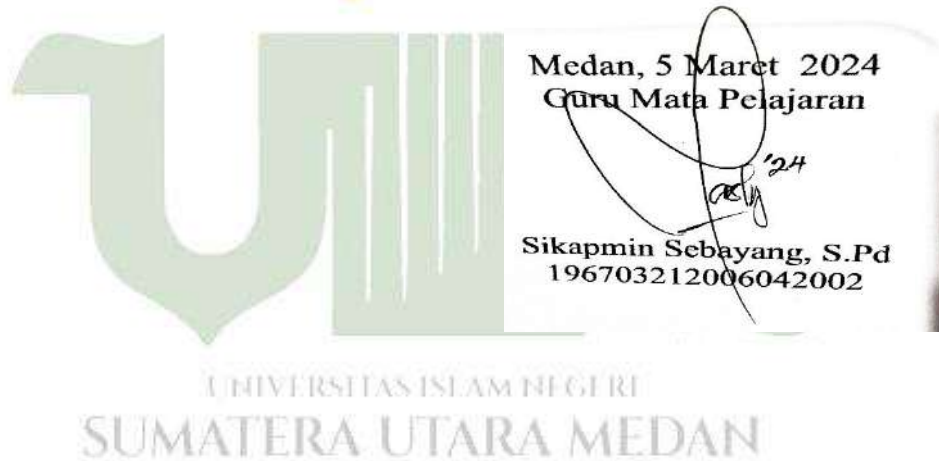 Medan, 5 Maret 2024
Guru Mata Pelajaran
'24
Sikapmin Sebayang, S.Pd
196703212006042002
UNIVERSITAS ISLAM NEGERI
SUMATERA UTARA MEDAN